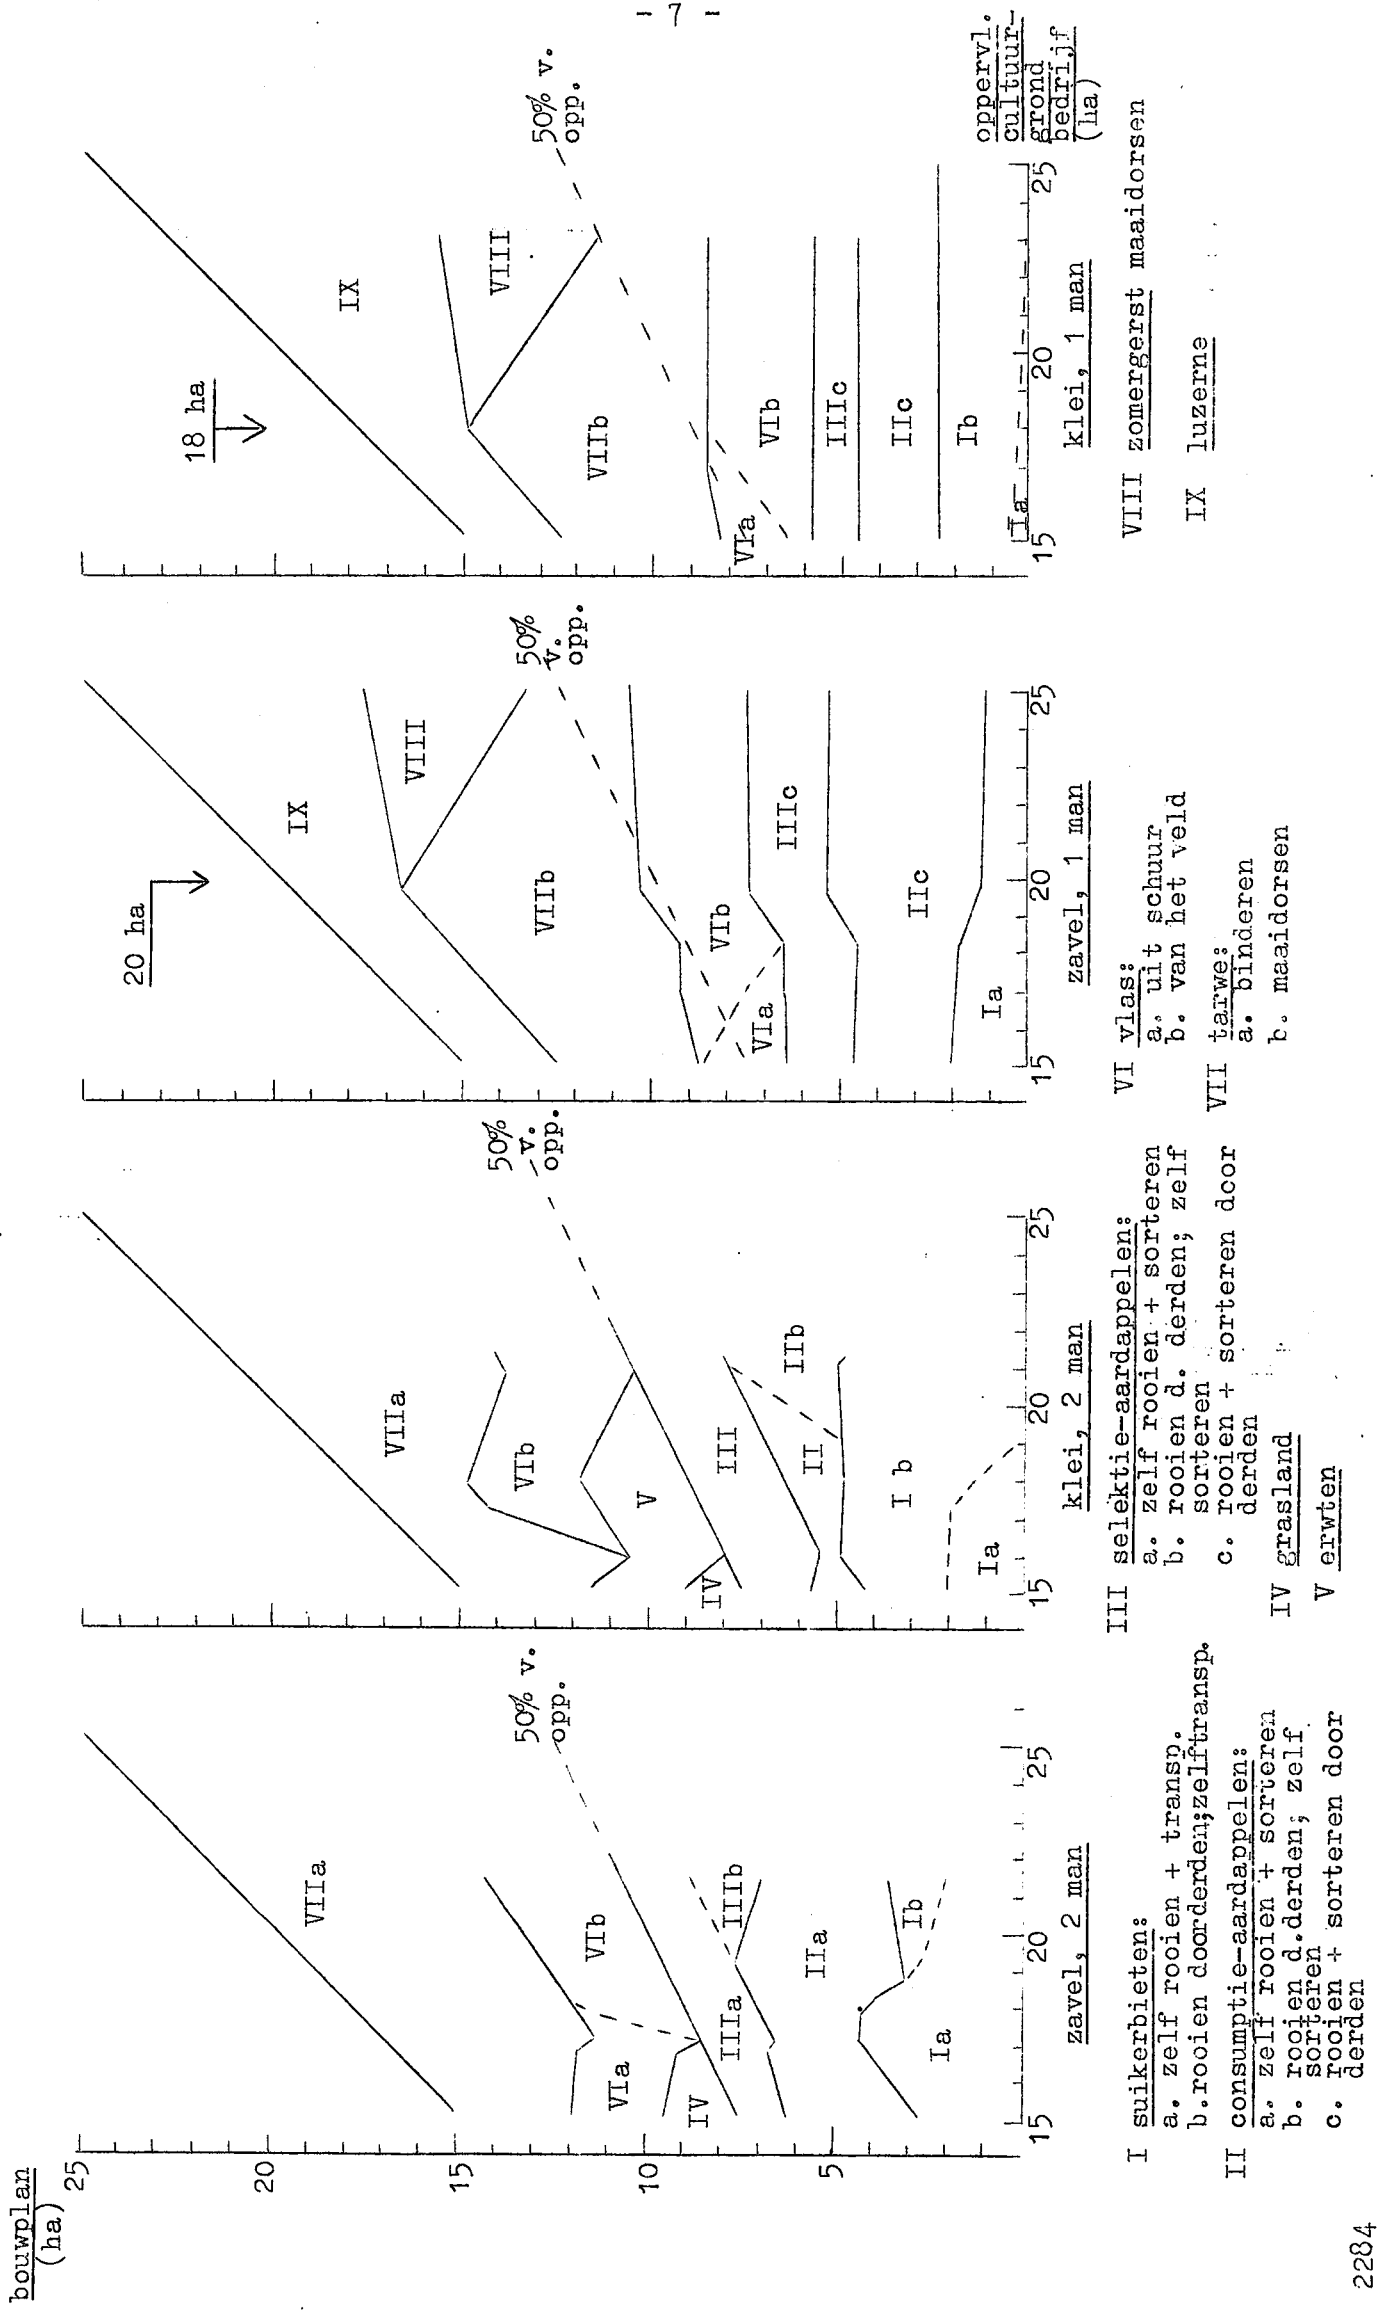 - 7 -
bouwplan
(ha)
25
20
15
10
5
VIIa
VIb
VIa
IV
IIIa
IIIb
IIa
Ib
Ia
50% v.
opp.
15
20
25
zavel, 2 man
VIIa
VIb
V
IV
III
II
IIb
I b
Ia
50%
v.
opp.
15
20
25
klei, 2 man
20 ha
IX
VIII
VIIb
VIb
VIa
IIIc
IIc
Ia
50%
v.
opp.
15
20
25
zavel, 1 man
18 ha
IX
VIII
VIIb
VIb
VIa
IIIc
IIc
Ib
Ia
50% v.
opp.
15
20
25
oppervl.
cultuur-
grond
bedrijf
(ha)
klei, 1 man
I suikerbieten:
a. zelf rooien + transp.
b.rooien doorderden;zelftransp.
II consumptie-aardappelen:
a. zelf rooien + sorteren
b. rooien d.derden; zelf
sorteren
c. rooien + sorteren door
derden
III selektie-aardappelen:
a. zelf rooien + sorteren
b. rooien d. derden; zelf
sorteren
c. rooien + sorteren door
derden
IV grasland
V erwten
VI vlas:
a. uit schuur
b. van het veld
VII tarwe:
a. binderen
b. maaidorsen
VIII zomergerst maaidorsen
IX luzerne
2284